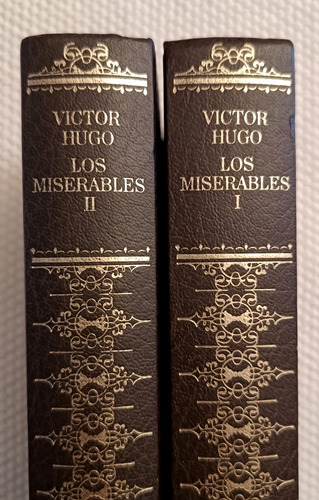 VICTOR
HUGO
LOS
MISERABLES
II
VICTOR
HUGO
LOS
MISERABLES
I